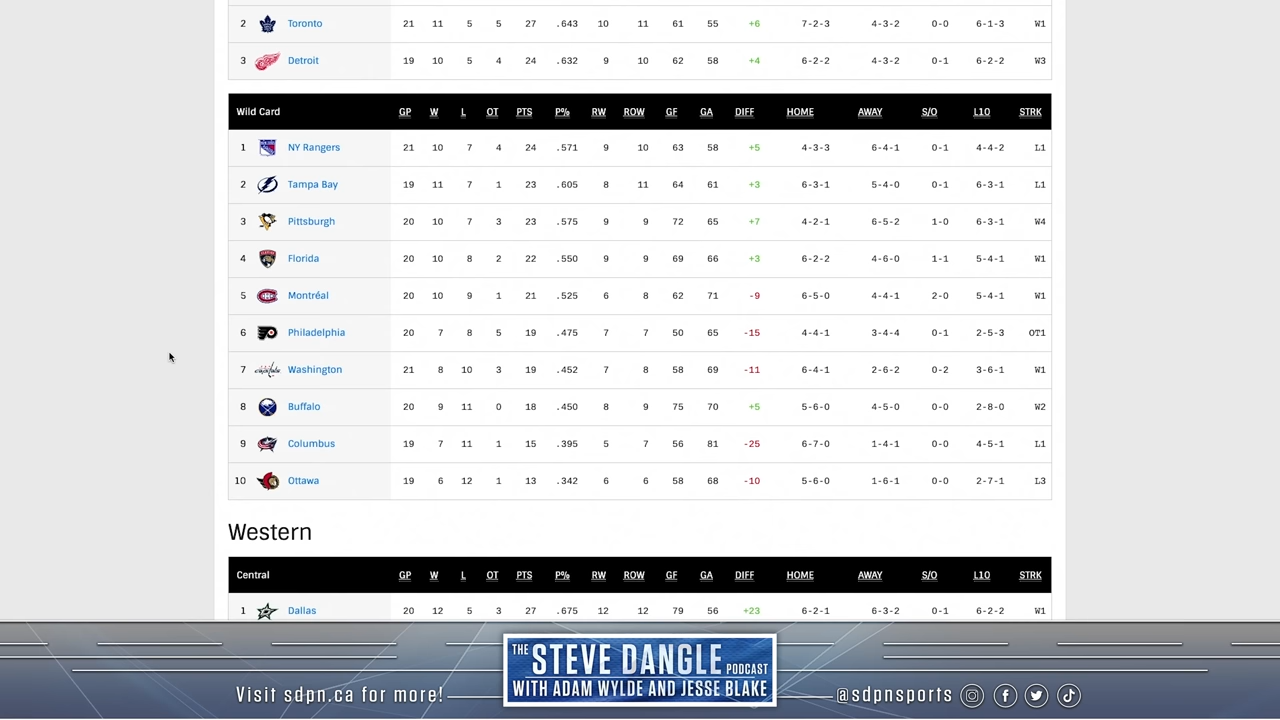 2 Toronto 21 11 5 5 27 .643 10 11 61 55 +6 7-2-3 4-3-2 0-0 6-1-3 W1
3 Detroit 19 10 5 4 24 .632 9 10 62 58 +4 6-2-2 4-3-2 0-1 6-2-2 W3
Wild Card GP W L OT PTS P% RW ROW GF GA DIFF HOME AWAY S/O L10 STRK
1 NY Rangers 21 10 7 4 24 .571 9 10 63 58 +5 4-3-3 6-4-1 0-1 4-4-2 L1
2 Tampa Bay 19 11 7 1 23 .605 8 11 64 61 +3 6-3-1 5-4-0 0-1 6-3-1 L1
3 Pittsburgh 20 10 7 3 23 .575 9 9 72 65 +7 4-2-1 6-5-2 1-0 6-3-1 W4
4 Florida 20 10 8 2 22 .550 9 9 69 66 +3 6-2-2 4-6-0 1-1 5-4-1 W1
5 Montréal 20 10 9 1 21 .525 6 8 62 71 -9 6-5-0 4-4-1 2-0 5-4-1 W1
6 Philadelphia 20 7 8 5 19 .475 7 7 50 65 -15 4-4-1 3-4-4 0-1 2-5-3 OT1
7 Washington 21 8 10 3 19 .452 7 8 58 69 -11 6-4-1 2-6-2 0-2 3-6-1 W1
8 Buffalo 20 9 11 0 18 .450 8 9 75 70 +5 5-6-0 4-5-0 0-0 2-8-0 W2
9 Columbus 19 7 11 1 15 .395 5 7 56 81 -25 6-7-0 1-4-1 0-0 4-5-1 L1
10 Ottawa 19 6 12 1 13 .342 6 6 58 68 -10 5-6-0 1-6-1 0-0 2-7-1 L3
Western
Central GP W L OT PTS P% RW ROW GF GA DIFF HOME AWAY S/O L10 STRK
1 Dallas 20 12 5 3 27 .675 12 12 79 56 +23 6-2-1 6-3-2 0-1 6-2-2 W1
THE STEVE DANGLE PODCAST
WITH ADAM WYLDE AND JESSE BLAKE
Visit sdpn.ca for more!
@sdpnsports